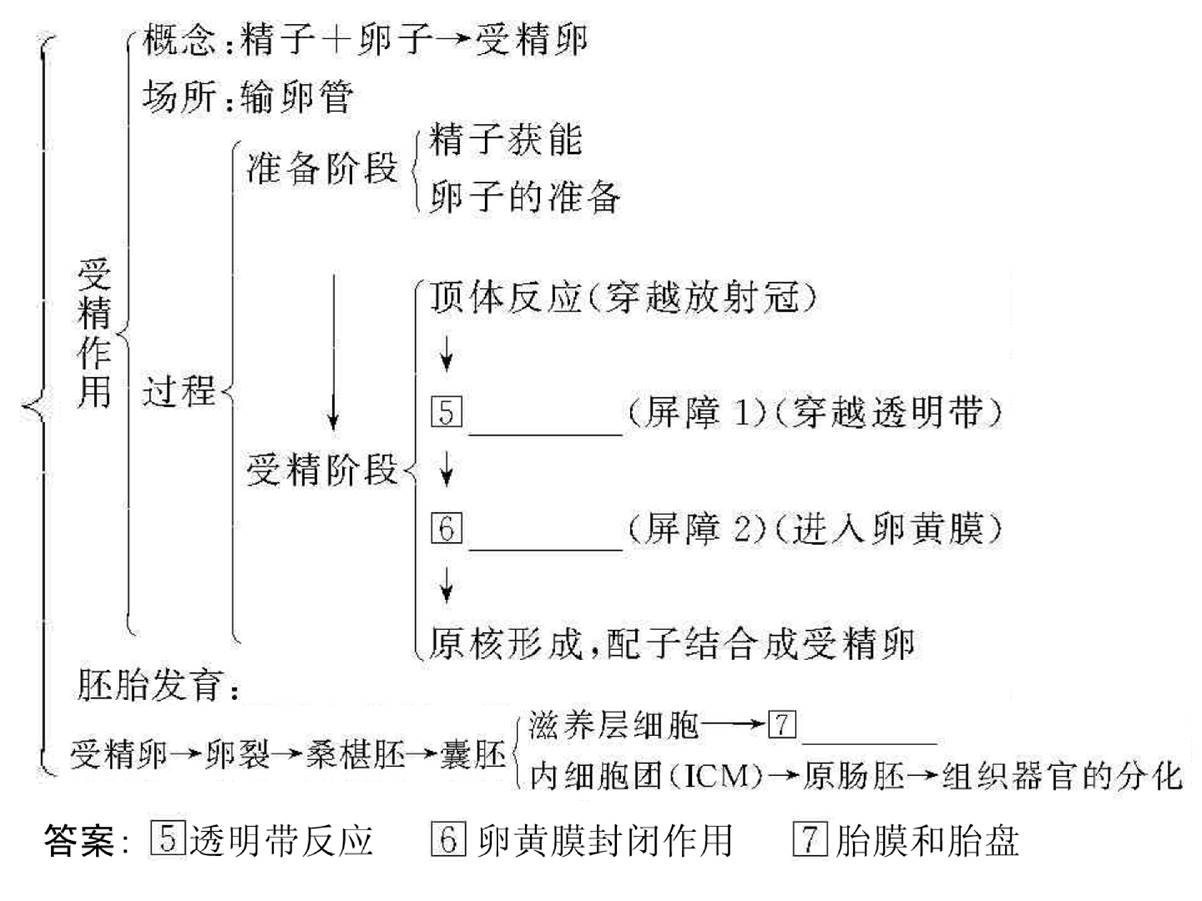 概念:精子＋卵子→受精卵
场所:输卵管
准备阶段
精子获能
卵子的准备
受精作用
过程
受精阶段
顶体反应(穿越放射冠)
↓
5________(屏障1)(穿越透明带)
↓
6________(屏障2)(进入卵黄膜)
↓
原核形成,配子结合成受精卵
胚胎发育:
受精卵→卵裂→桑椹胚→囊胚
滋养层细胞→7________
内细胞团(ICM)→原肠胚→组织器官的分化
答案: 5透明带反应 6卵黄膜封闭作用 7胎膜和胎盘